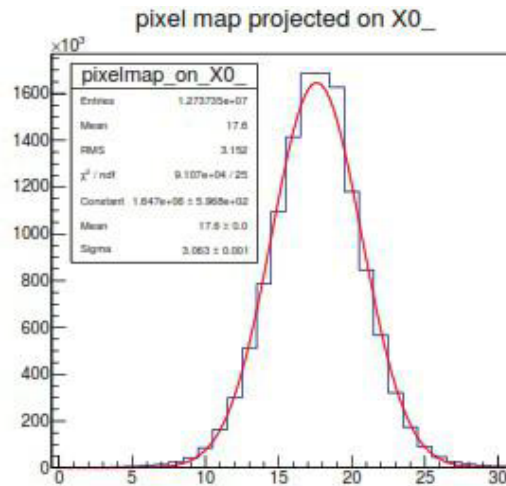 pixel map projected on X0_
×10³
pixelmap_on_X0_
Entries 1.273735e+07
Mean 17.6
RMS 3.152
χ² / ndf 9.107e+04 / 25
Constant 1.647e+06 ± 5.968e+02
Mean 17.6 ± 0.0
Sigma 3.063 ± 0.001
1600
1400
1200
1000
800
600
400
200
0
0 5 10 15 20 25 30